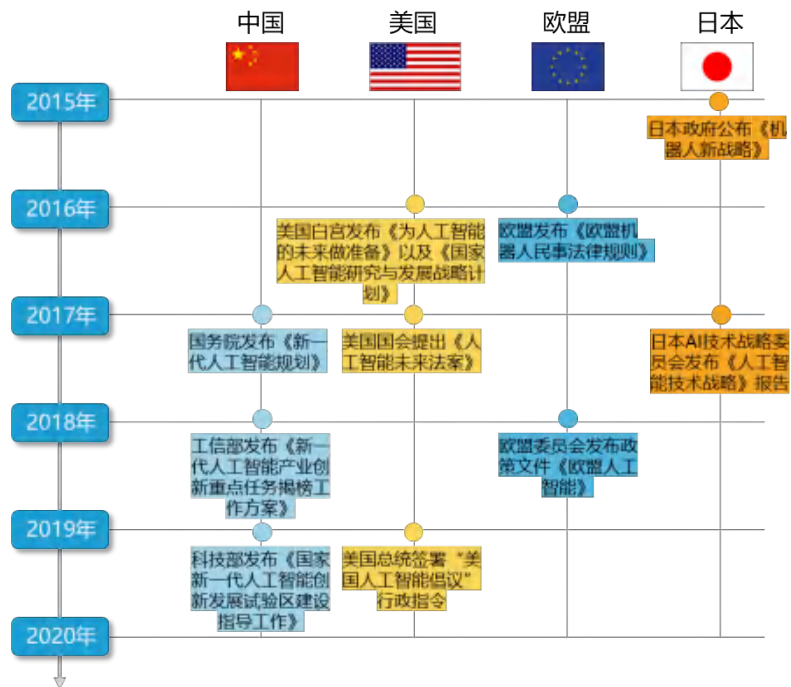 中国
美国
欧盟
日本
2015年
日本政府公布《机
器人新战略》
2016年
美国白宫发布《为人工智能
的未来做准备》以及《国家
人工智能研究与发展战略计
划》
欧盟发布《欧盟机
器人民事法律规则》
2017年
国务院发布《新一
代人工智能规划》
美国国会提出《人
工智能未来法案》
日本AI技术战略委
员会发布《人工智
能技术战略》报告
2018年
工信部发布《新一
代人工智能产业创
新重点任务揭榜工
作方案》
欧盟委员会发布政
策文件《欧盟人工
智能》
2019年
科技部发布《国家
新一代人工智能创
新发展试验区建设
指导工作》
美国总统签署“美
国人工智能倡议”
行政指令
2020年